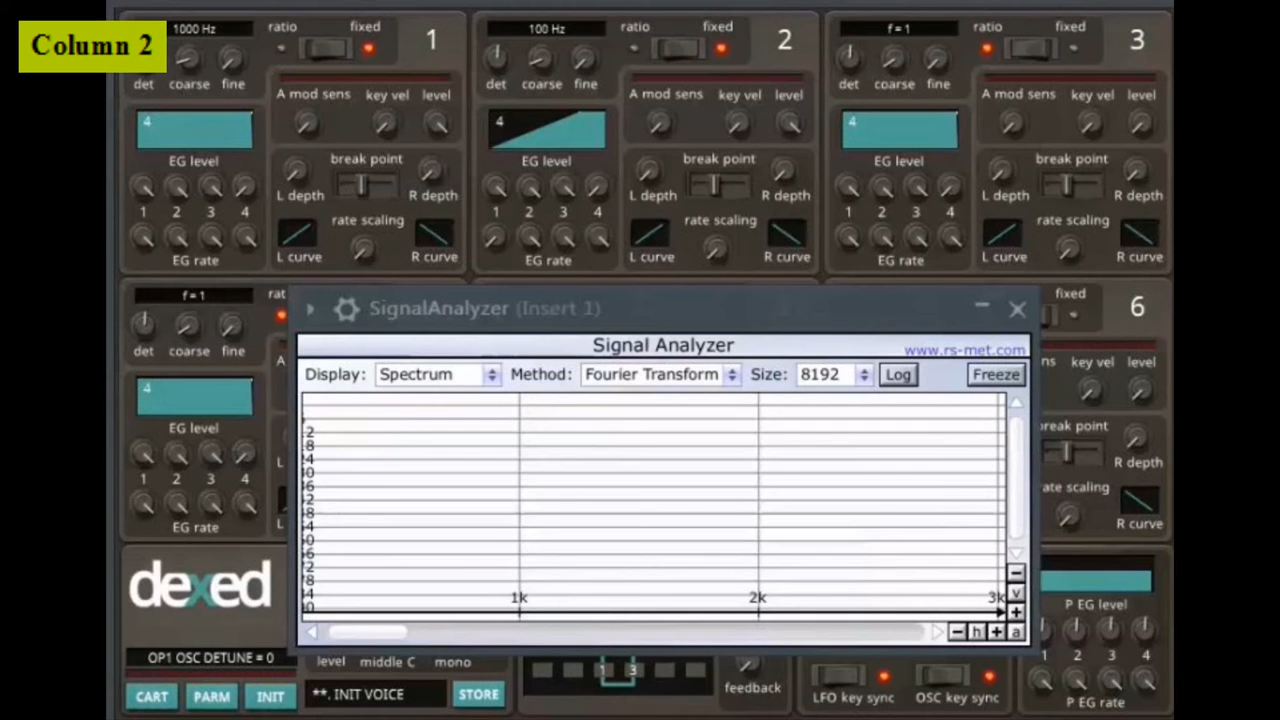 Column 2
1000 Hz ratio fixed 1
det coarse fine
A mod sens key vel level
4
EG level
break point
L depth R depth
1 2 3 4
rate scaling
EG rate L curve R curve
100 Hz ratio fixed 2
det coarse fine
A mod sens key vel level
4
EG level
break point
L depth R depth
1 2 3 4
rate scaling
EG rate L curve R curve
f = 1 ratio fixed 3
det coarse fine
A mod sens key vel level
4
EG level
break point
L depth R depth
1 2 3 4
rate scaling
EG rate L curve R curve
f = 1
det coarse fine
4
EG level
1 2 3 4
EG rate
fixed 6
key vel level
R depth
R curve
SignalAnalyzer (Insert 1)
Signal Analyzer
www.rs-met.com
Display: Spectrum Method: Fourier Transform Size: 8192 Log Freeze
1k 2k 3k
h a
v
dexed
OP1 OSC DETUNE = 0
level middle C mono
CART PARM INIT
**. INIT VOICE STORE
1 3
feedback
LFO key sync OSC key sync
P EG level
1 2 3 4
P EG rate